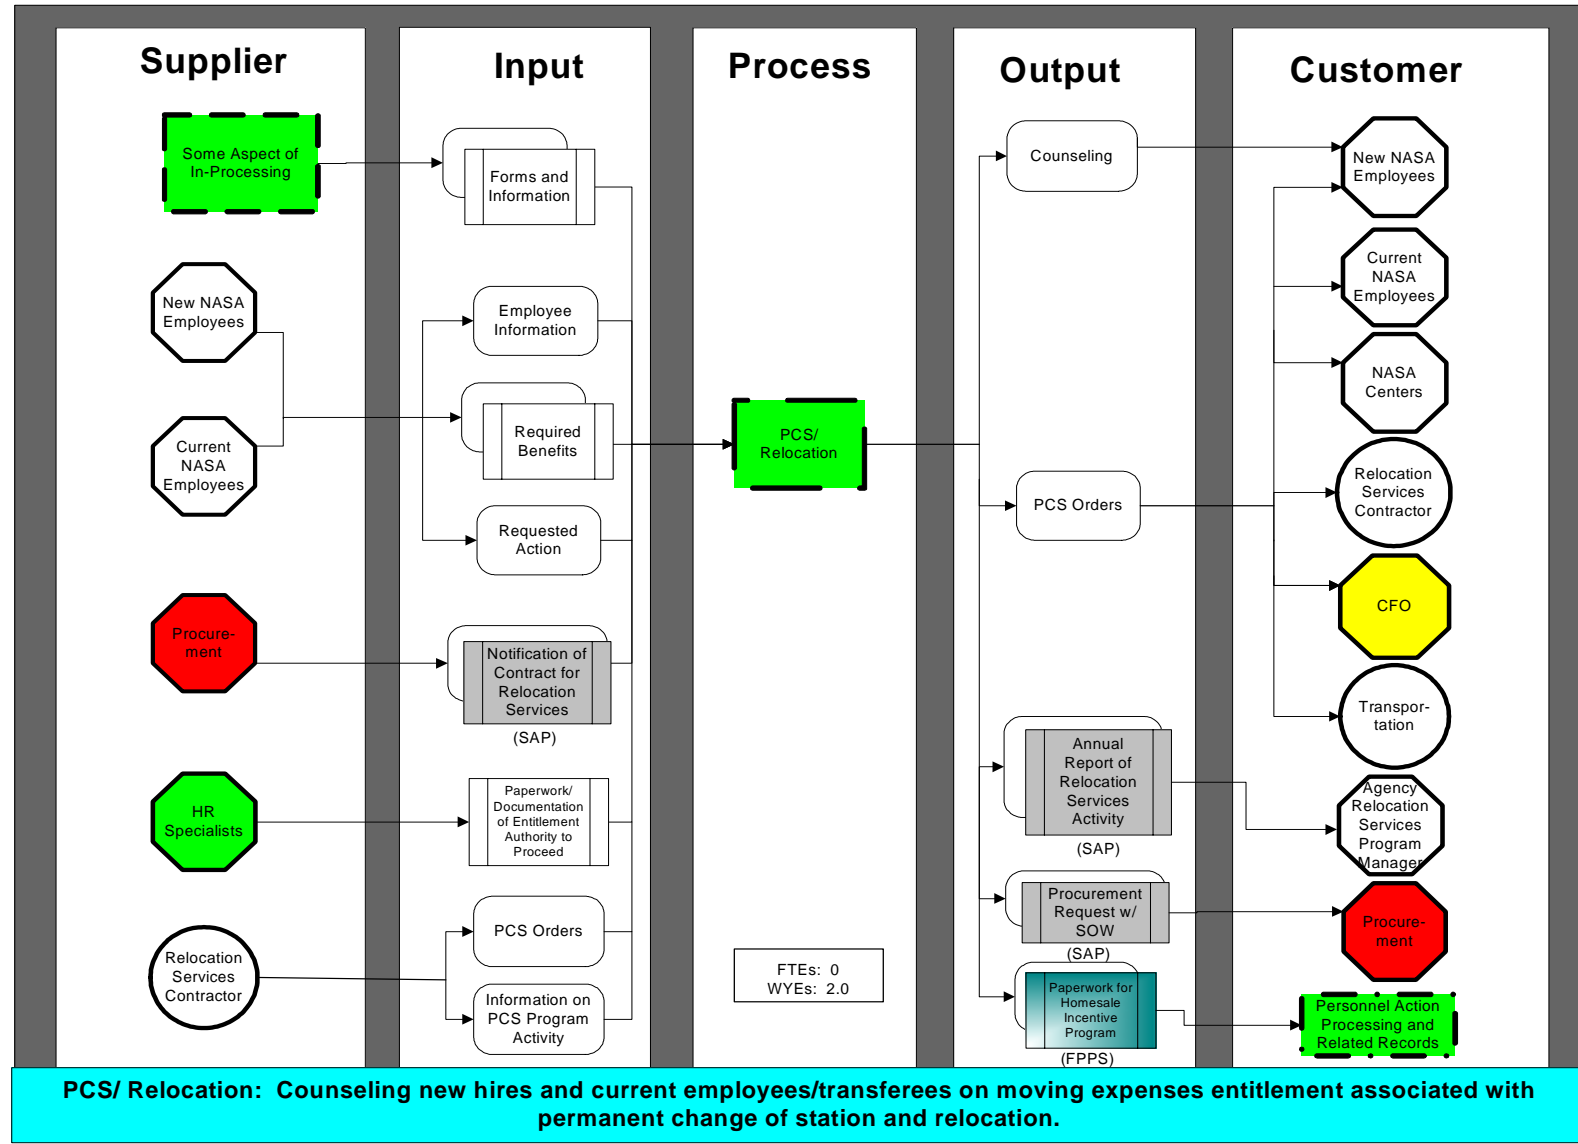 Supplier
Some Aspect of
In-Processing
New NASA
Employees
Current
NASA
Employees
Procure-
ment
HR
Specialists
Relocation
Services
Contractor
Input
Forms and
Information
Employee
Information
Required
Benefits
Requested
Action
Notification of
Contract for
Relocation
Services
(SAP)
Paperwork/
Documentation
of Entitlement
Authority to
Proceed
PCS Orders
Information on
PCS Program
Activity
Process
PCS/
Relocation
FTEs: 0
WYEs: 2.0
Output
Counseling
PCS Orders
Annual
Report of
Relocation
Services
Activity
(SAP)
Procurement
Request w/
SOW
(SAP)
Paperwork for
Homesale
Incentive
Program
(FPPS)
Customer
New NASA
Employees
Current
NASA
Employees
NASA
Centers
Relocation
Services
Contractor
CFO
Transpor-
tation
Agency
Relocation
Services
Program
Manager
Procure-
ment
Personnel Action
Processing and
Related Records
PCS/ Relocation: Counseling new hires and current employees/transferees on moving expenses entitlement associated with
permanent change of station and relocation.